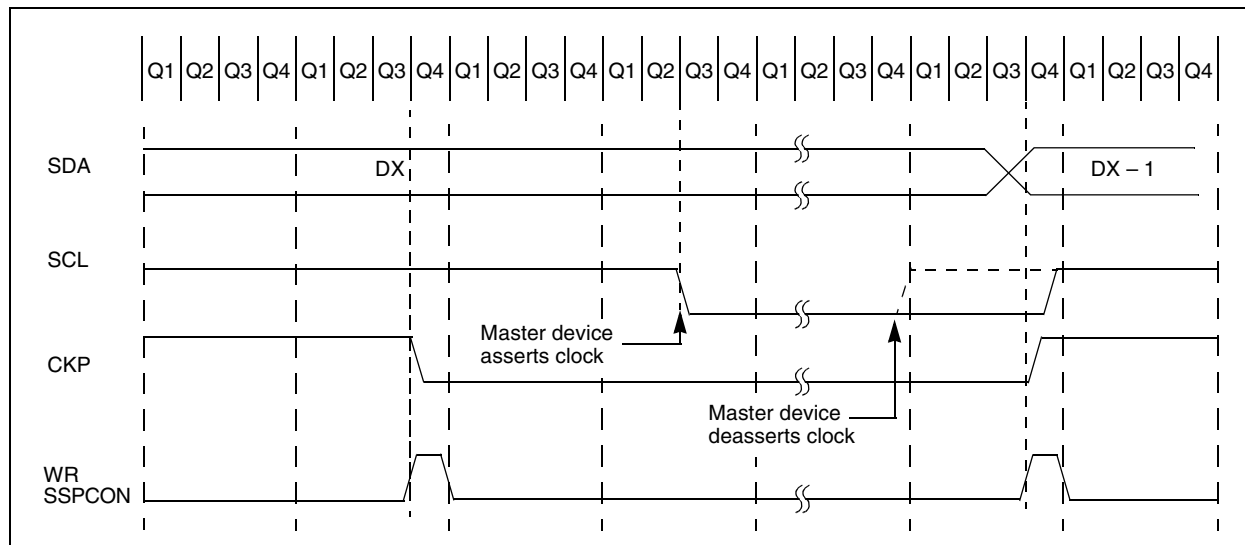 Q1 Q2 Q3 Q4 Q1 Q2 Q3 Q4 Q1 Q2 Q3 Q4 Q1 Q2 Q3 Q4 Q1 Q2 Q3 Q4 Q1 Q2 Q3 Q4 Q1 Q2 Q3 Q4
SDA
DX
DX – 1
SCL
Master device
asserts clock
CKP
Master device
deasserts clock
WR
SSPCON